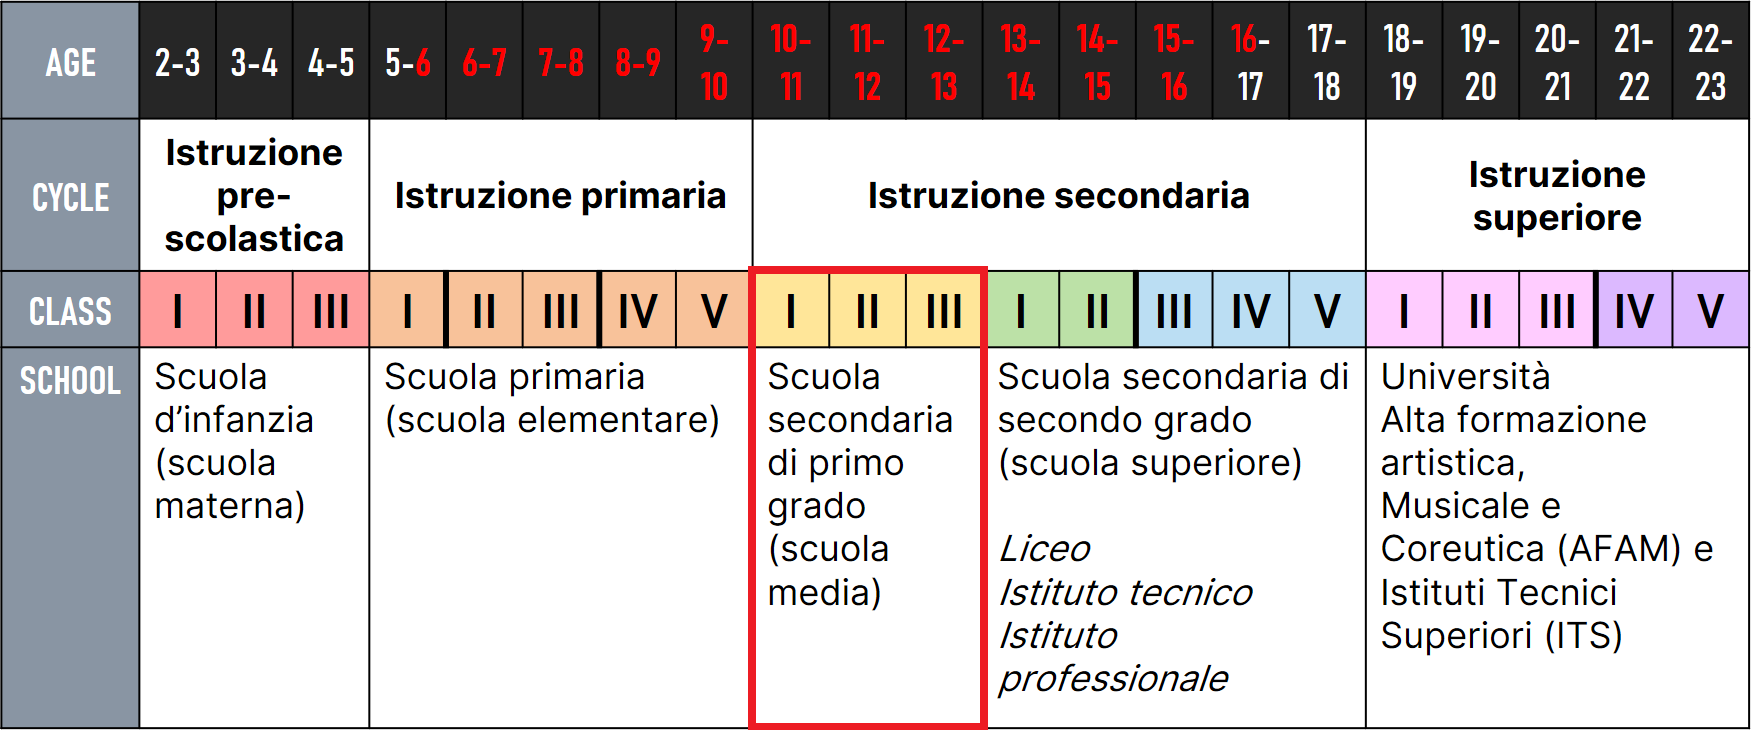 AGE 2-3 3-4 4-5 5-6 6-7 7-8 8-9 9-10 10-11 11-12 12-13 13-14 14-15 15-16 16-17 17-18 18-19 19-20 20-21 21-22 22-23
CYCLE
Istruzione
pre-
scolastica
Istruzione primaria
Istruzione secondaria
Istruzione
superiore
CLASS I II III I II III IV V I II III I II III IV V I II III IV V
SCHOOL
Scuola
d’infanzia
(scuola
materna)
Scuola primaria
(scuola elementare)
Scuola
secondaria
di primo
grado
(scuola
media)
Scuola secondaria di
secondo grado
(scuola superiore)
Liceo
Istituto tecnico
Istituto
professionale
Università
Alta formazione
artistica,
Musicale e
Coreutica (AFAM) e
Istituti Tecnici
Superiori (ITS)